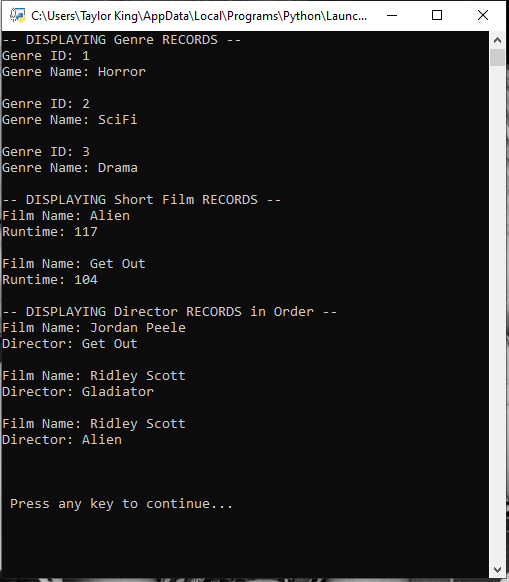 C:\Users\Taylor King\AppData\Local\Programs\Python\Launc...
-- DISPLAYING Genre RECORDS --
Genre ID: 1
Genre Name: Horror
Genre ID: 2
Genre Name: SciFi
Genre ID: 3
Genre Name: Drama
-- DISPLAYING Short Film RECORDS --
Film Name: Alien
Runtime: 117
Film Name: Get Out
Runtime: 104
-- DISPLAYING Director RECORDS in Order --
Film Name: Jordan Peele
Director: Get Out
Film Name: Ridley Scott
Director: Gladiator
Film Name: Ridley Scott
Director: Alien
Press any key to continue...